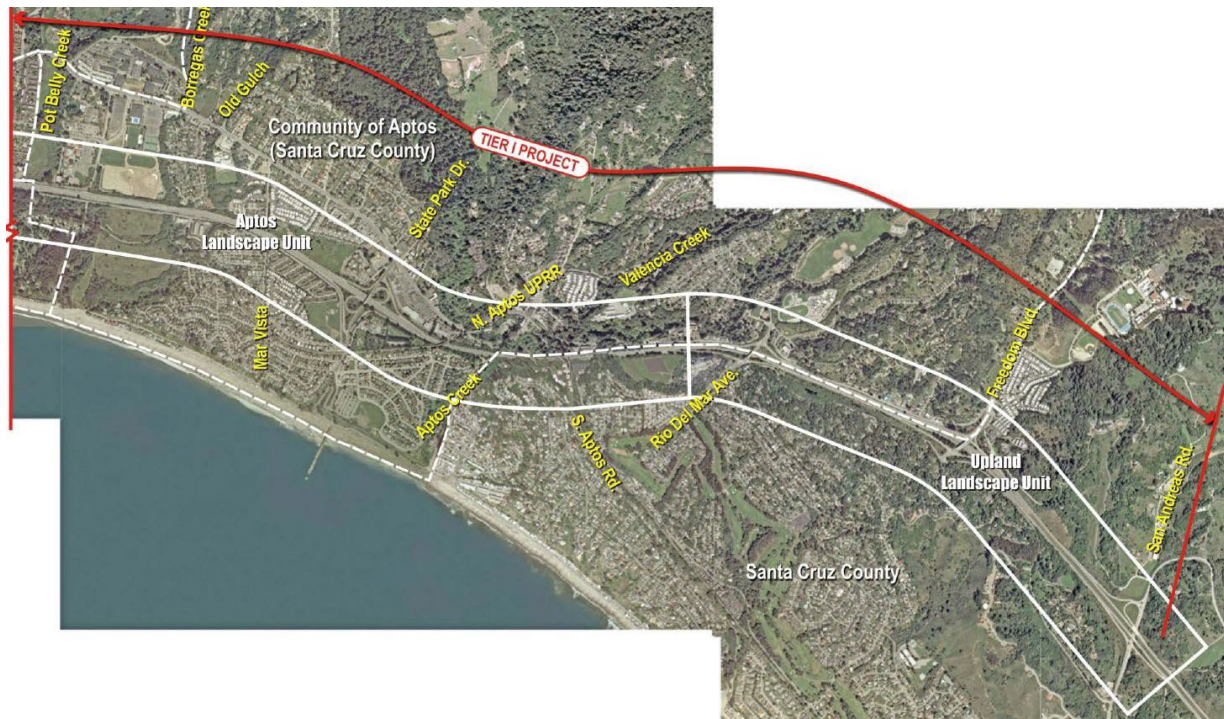 Pot Belly Creek
Borregas Creek
Old Gulch
Community of Aptos
(Santa Cruz County)
TIER I PROJECT
State Park Dr.
Aptos
Landscape Unit
N. Aptos UPRR
Valencia Creek
Mar Vista
Aptos Creek
S. Aptos Rd.
Rio Del Mar Ave.
Freedom Blvd.
Upland
Landscape Unit
San Andreas Rd.
Santa Cruz County